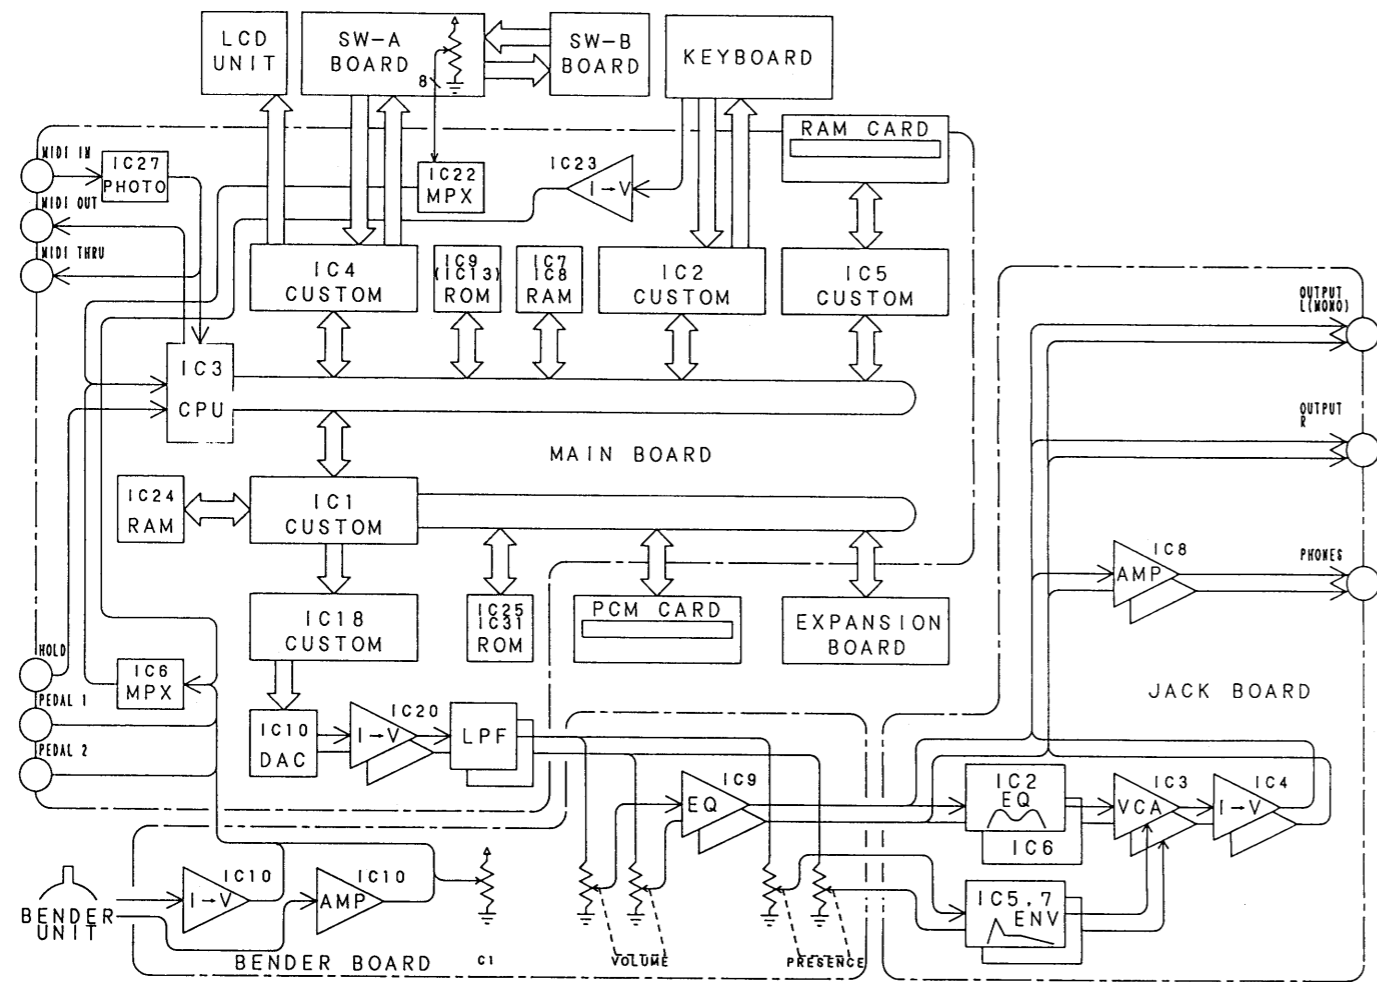 LCD
UNIT
SW-A
BOARD
8
SW-B
BOARD
KEYBOARD
RAM CARD
MIDI IN
IC27
PHOTO
MIDI OUT
MIDI THRU
IC22
MPX
IC23
I→V
IC4
CUSTOM
IC9
(IC13)
ROM
IC7
IC8
RAM
IC2
CUSTOM
IC5
CUSTOM
OUTPUT
L(MONO)
IC3
CPU
OUTPUT
R
MAIN BOARD
IC24
RAM
IC1
CUSTOM
IC8
AMP
PHONES
IC18
CUSTOM
IC25
IC31
ROM
PCM CARD
EXPANSION
BOARD
HOLD
IC6
MPX
PEDAL 1
PEDAL 2
JACK BOARD
IC10
DAC
IC20
I→V
LPF
IC9
EQ
IC2
EQ
IC6
IC3
VCA
IC4
I→V
BENDER
UNIT
IC10
I→V
IC10
AMP
IC5,7
ENV
BENDER BOARD
C1
VOLUME
PRESENCE